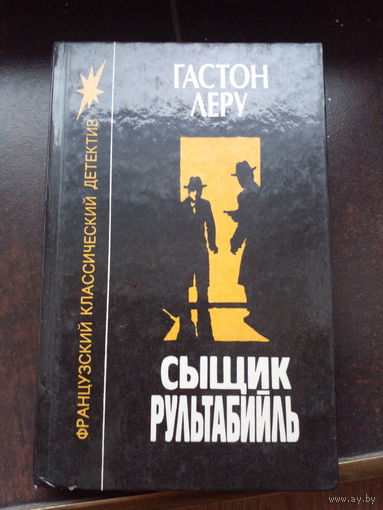 ГАСТОН
ЛЕРУ
ФРАНЦУЗСКИЙ КЛАССИЧЕСКИЙ ДЕТЕКТИВ
СЫЩИК
РУЛЬТАБИЙЛЬ
www.ay.by